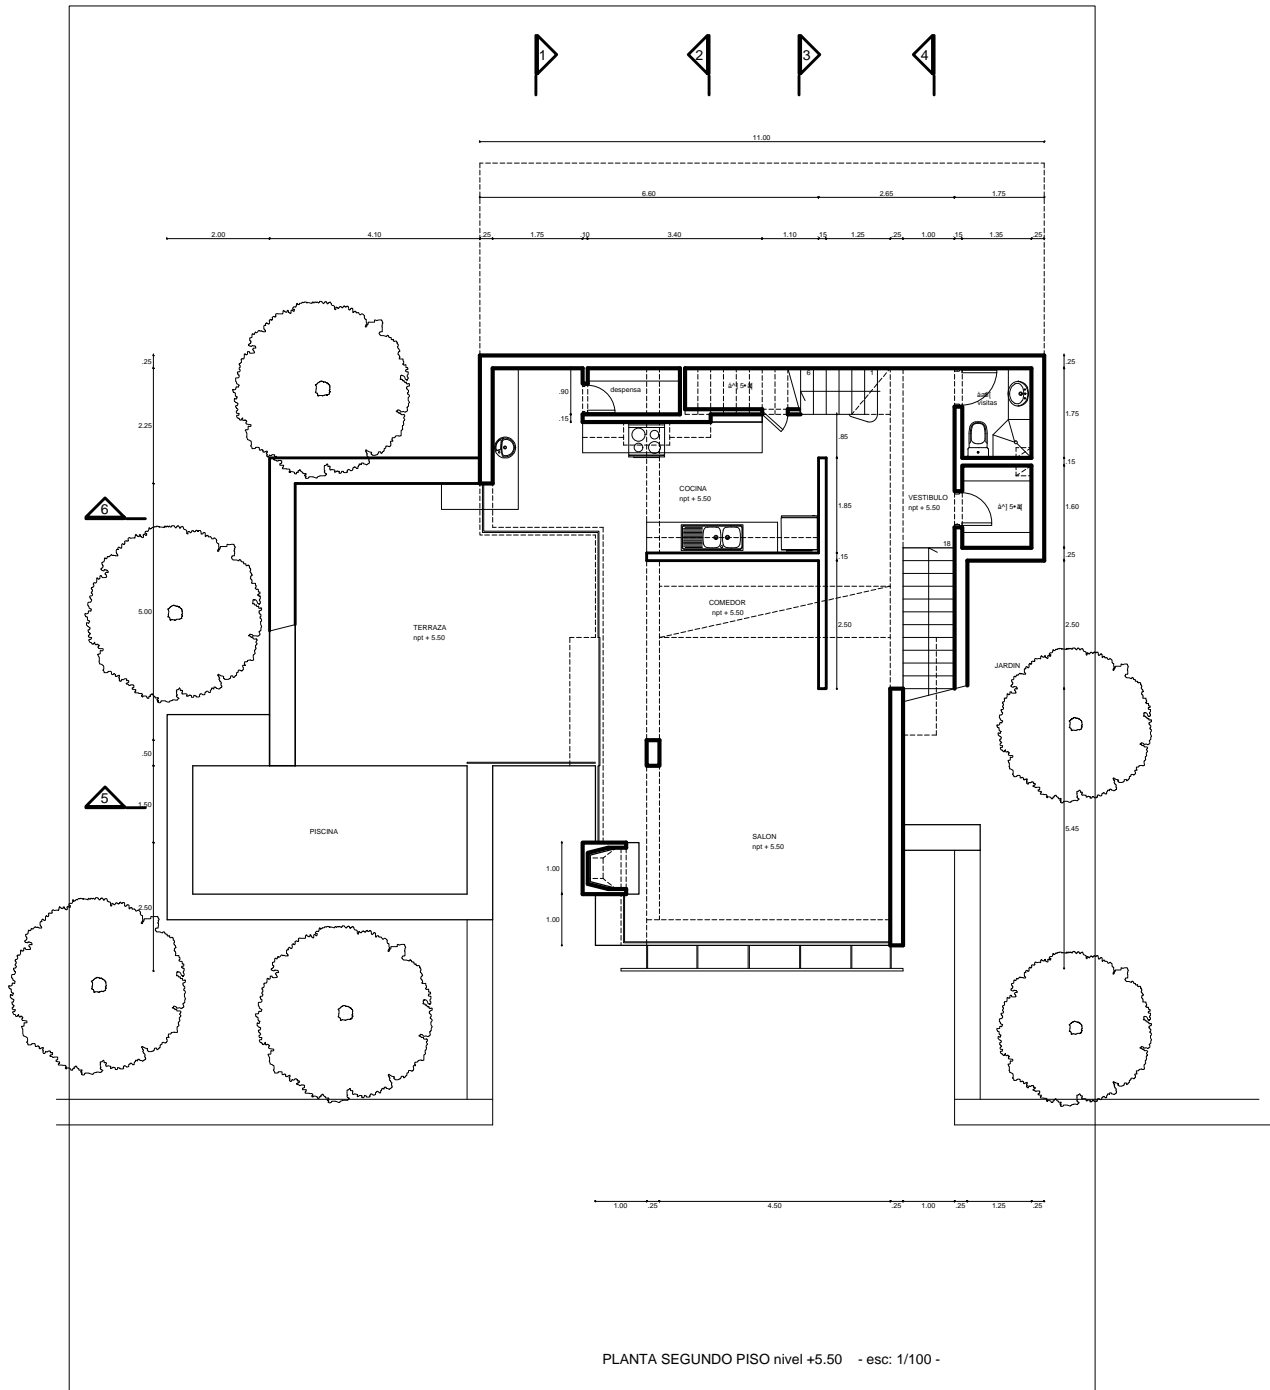 1 2 3 4
11.00
6.60 2.65 1.75
2.00 4.10 .25 1.75 .10 3.40 1.10 .15 1.25 .25 1.00 .15 1.35 .25
.25 .25
6 1
.90 despensa visitas
.15 1.75
2.25 .85
.15
COCINA
npt + 5.50
VESTIBULO
npt + 5.50
6 1.85 1.60
18
.15 .25
COMEDOR
npt + 5.50
5.00 TERRAZA
npt + 5.50
2.50 2.50
JARDIN
.50
5
1.50
PISCINA SALON
npt + 5.50
5.45
1.00
2.50 1.00
1.00 .25 4.50 .25 1.00 .25 1.25 .25
PLANTA SEGUNDO PISO nivel +5.50 - esc: 1/100 -